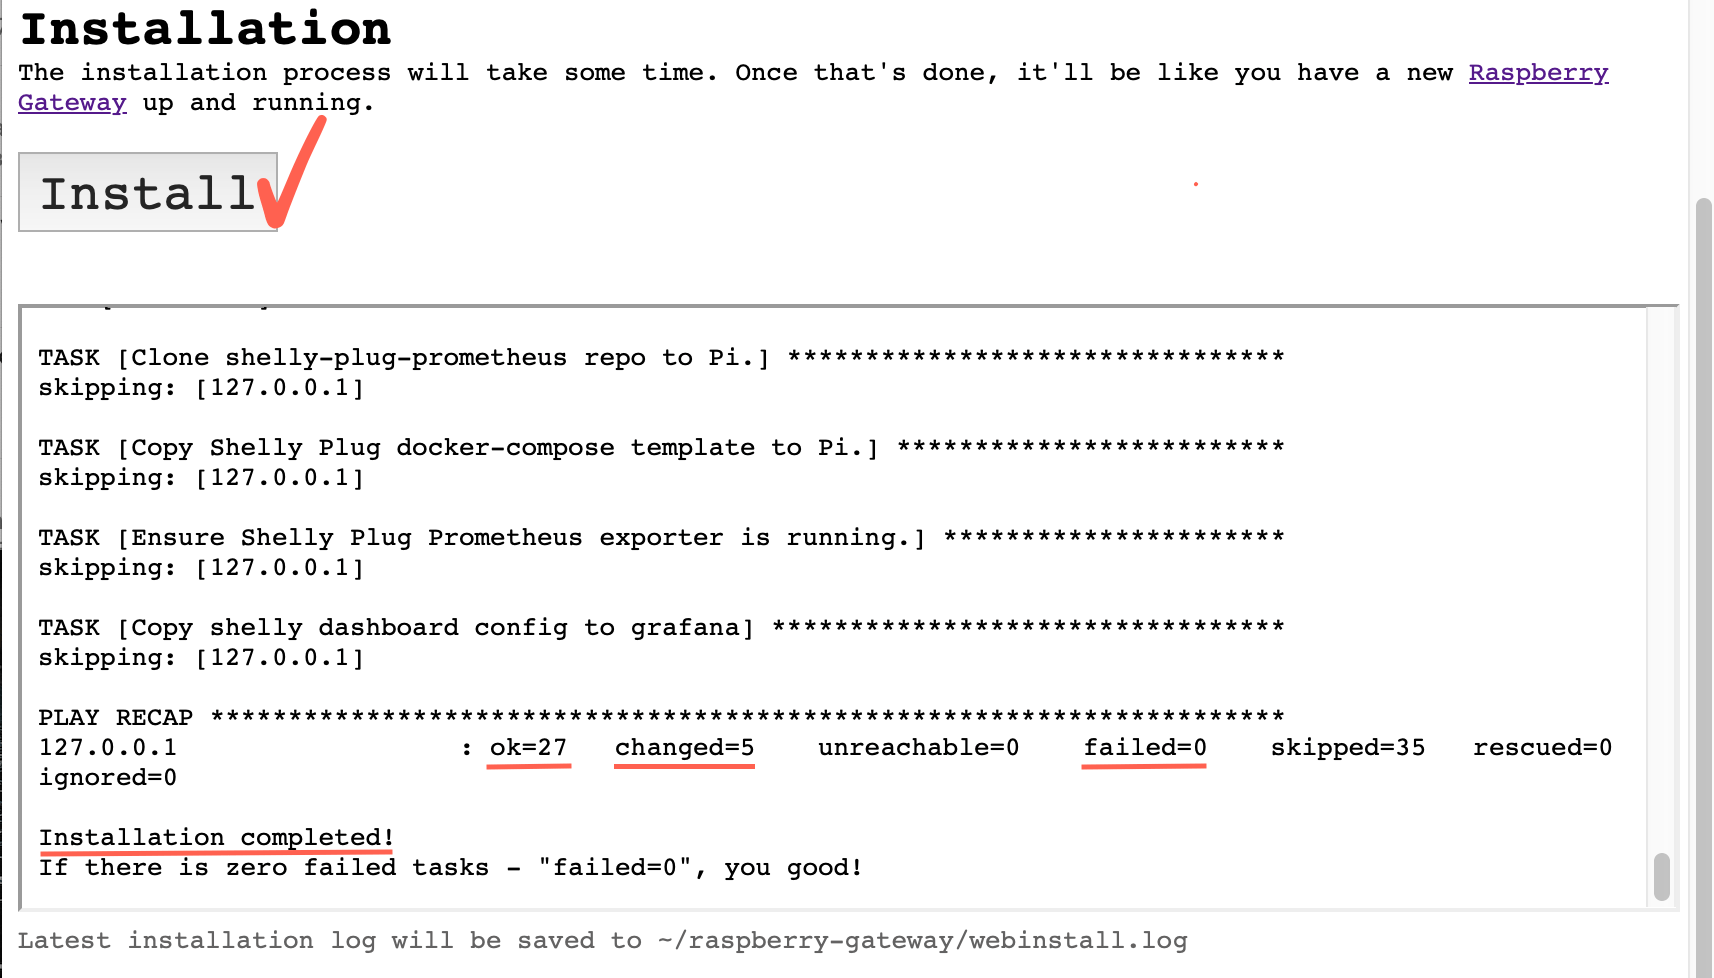 Installation
The installation process will take some time. Once that's done, it'll be like you have a new Raspberry
Gateway up and running.
Install
TASK [Clone shelly-plug-prometheus repo to Pi.] ********************************
skipping: [127.0.0.1]
TASK [Copy Shelly Plug docker-compose template to Pi.] *************************
skipping: [127.0.0.1]
TASK [Ensure Shelly Plug Prometheus exporter is running.] **********************
skipping: [127.0.0.1]
TASK [Copy shelly dashboard config to grafana] *********************************
skipping: [127.0.0.1]
PLAY RECAP *********************************************************************
127.0.0.1 : ok=27 changed=5 unreachable=0 failed=0 skipped=35 rescued=0
ignored=0
Installation completed!
If there is zero failed tasks - "failed=0", you good!
Latest installation log will be saved to ~/raspberry-gateway/webinstall.log